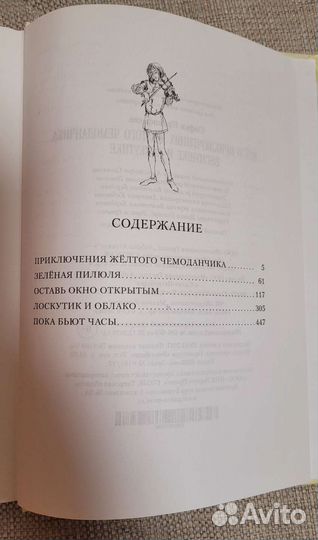 СОДЕРЖАНИЕ
ПРИКЛЮЧЕНИЯ ЖЁЛТОГО ЧЕМОДАНЧИКА 5
ЗЕЛЁНАЯ ПИЛЮЛЯ 61
ОСТАВЬ ОКНО ОТКРЫТЫМ 117
ЛОСКУТИК И ОБЛАКО 305
ПОКА БЬЮТ ЧАСЫ 447
Avito